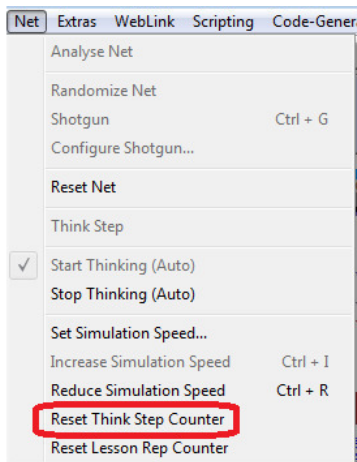 Net Extras WebLink Scripting Code-Gener
Analyse Net
Randomize Net
Shotgun Ctrl + G
Configure Shotgun...
Reset Net
Think Step
Start Thinking (Auto)
Stop Thinking (Auto)
Set Simulation Speed...
Increase Simulation Speed Ctrl + I
Reduce Simulation Speed Ctrl + R
Reset Think Step Counter
Reset Lesson Rep Counter